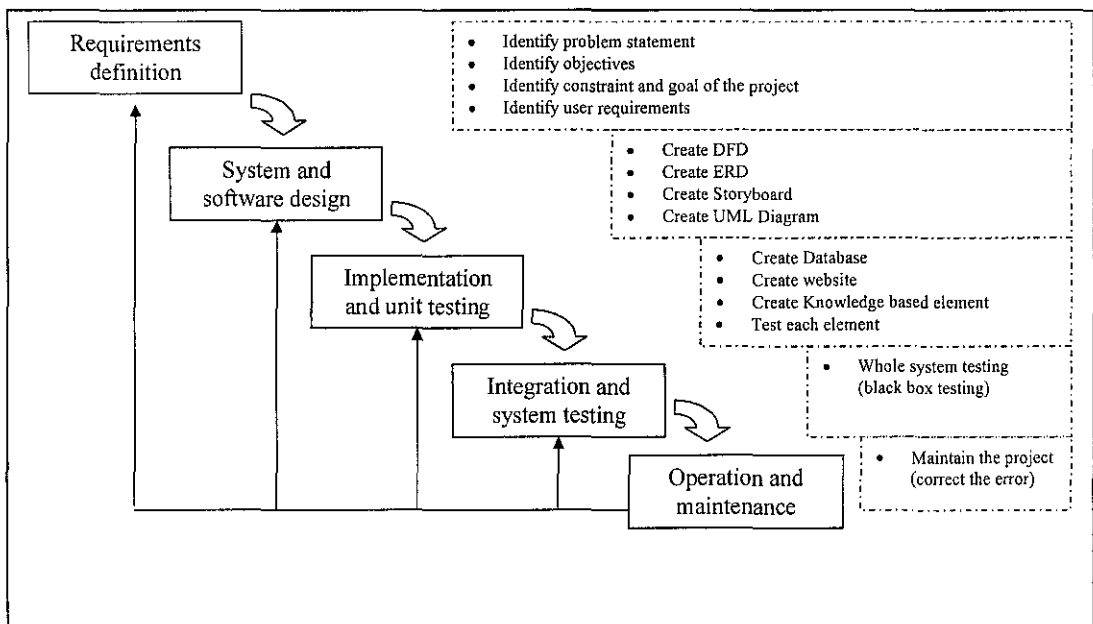 Requirements
definition
• Identify problem statement
• Identify objectives
• Identify constraint and goal of the project
• Identify user requirements
System and
software design
• Create DFD
• Create ERD
• Create Storyboard
• Create UML Diagram
Implementation
and unit testing
• Create Database
• Create website
• Create Knowledge based element
• Test each element
Integration and
system testing
• Whole system testing
(black box testing)
Operation and
maintenance
• Maintain the project
(correct the error)